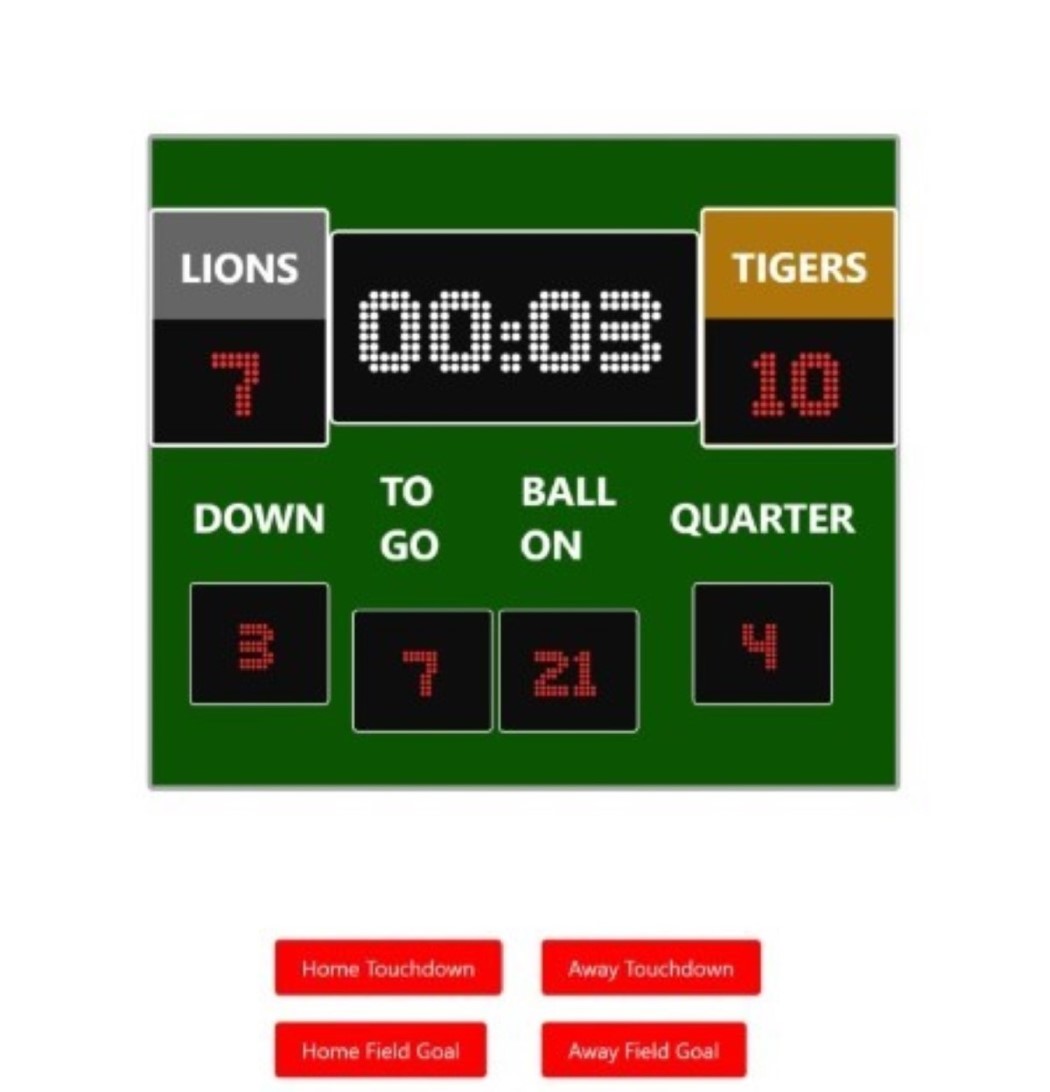 LIONS
00:03
TIGERS
7
10
DOWN
TO
GO
BALL
ON
QUARTER
3
7
21
4
Home Touchdown
Away Touchdown
Home Field Goal
Away Field Goal